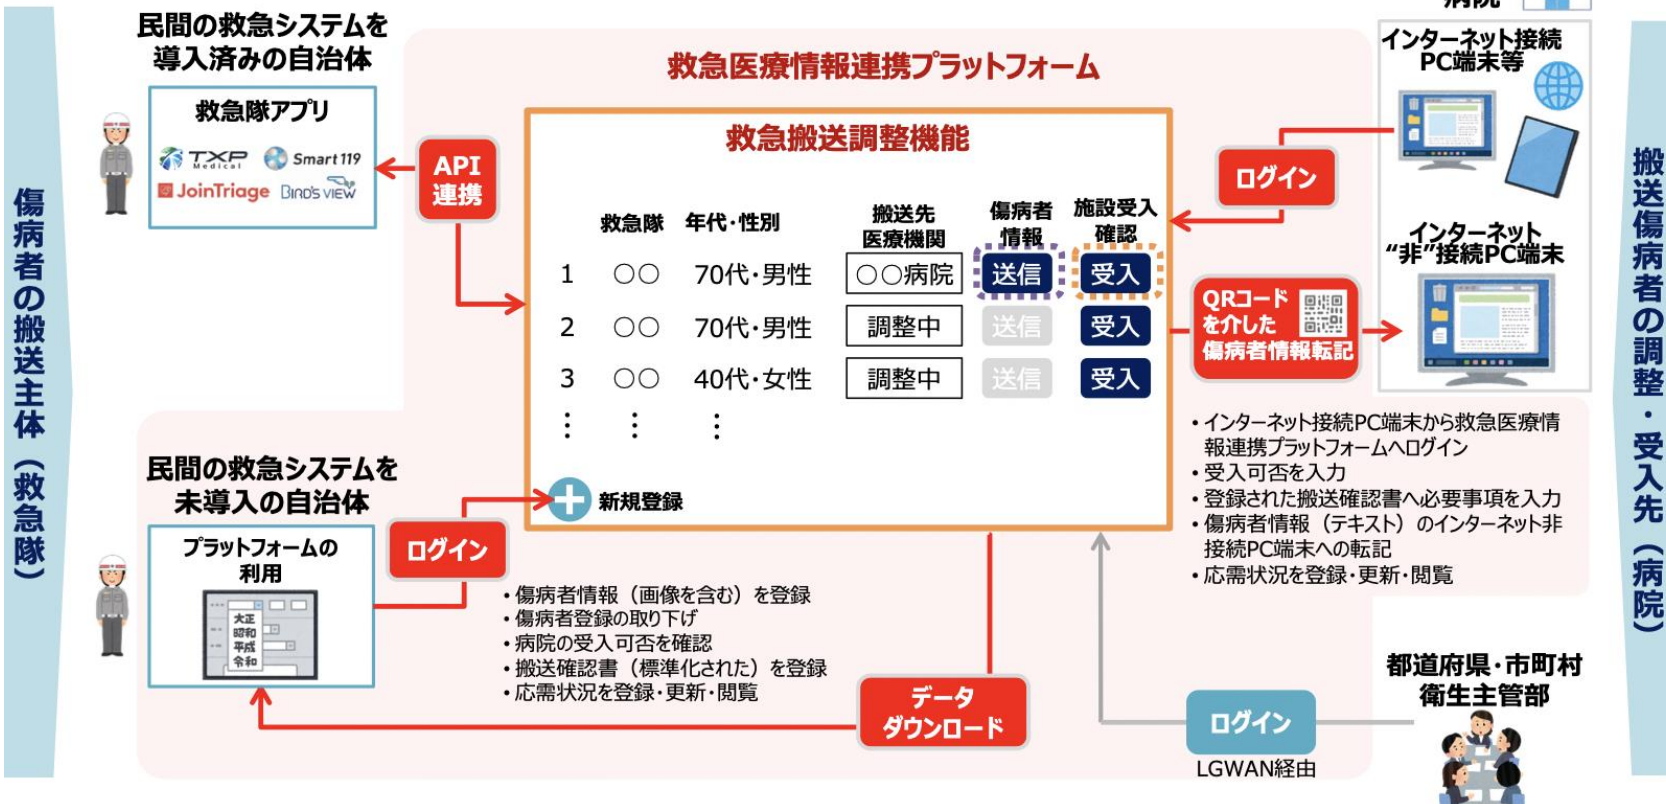 傷病者の搬送主体（救急隊）
民間の救急システムを
導入済みの自治体
救急隊アプリ
TXP
Medical
Smart119
JoinTriage
BIRD'S VIEW
API
連携
民間の救急システムを
未導入の自治体
プラットフォームの
利用
大正
昭和
平成
令和
ログイン
救急医療情報連携プラットフォーム
救急搬送調整機能
救急隊 年代・性別 搬送先医療機関 傷病者情報 施設受入確認
1 ○○ 70代・男性 ○○病院 送信 受入
2 ○○ 70代・男性 調整中 送信 受入
3 ○○ 40代・女性 調整中 送信 受入
⋮ ⋮ ⋮
新規登録
・傷病者情報（画像を含む）を登録
・傷病者登録の取り下げ
・病院の受入可否を確認
・搬送確認書（標準化された）を登録
・応需状況を登録・更新・閲覧
データ
ダウンロード
病院
インターネット接続
PC端末等
ログイン
インターネット
“非”接続PC端末
QRコード
を介した
傷病者情報転記
・インターネット接続PC端末から救急医療情
報連携プラットフォームへログイン
・受入可否を入力
・登録された搬送確認書へ必要事項を入力
・傷病者情報（テキスト）のインターネット非
接続PC端末への転記
・応需状況を登録・更新・閲覧
都道府県・市町村
衛生主管部
ログイン
LGWAN経由
搬送傷病者の調整・受入先（病院）